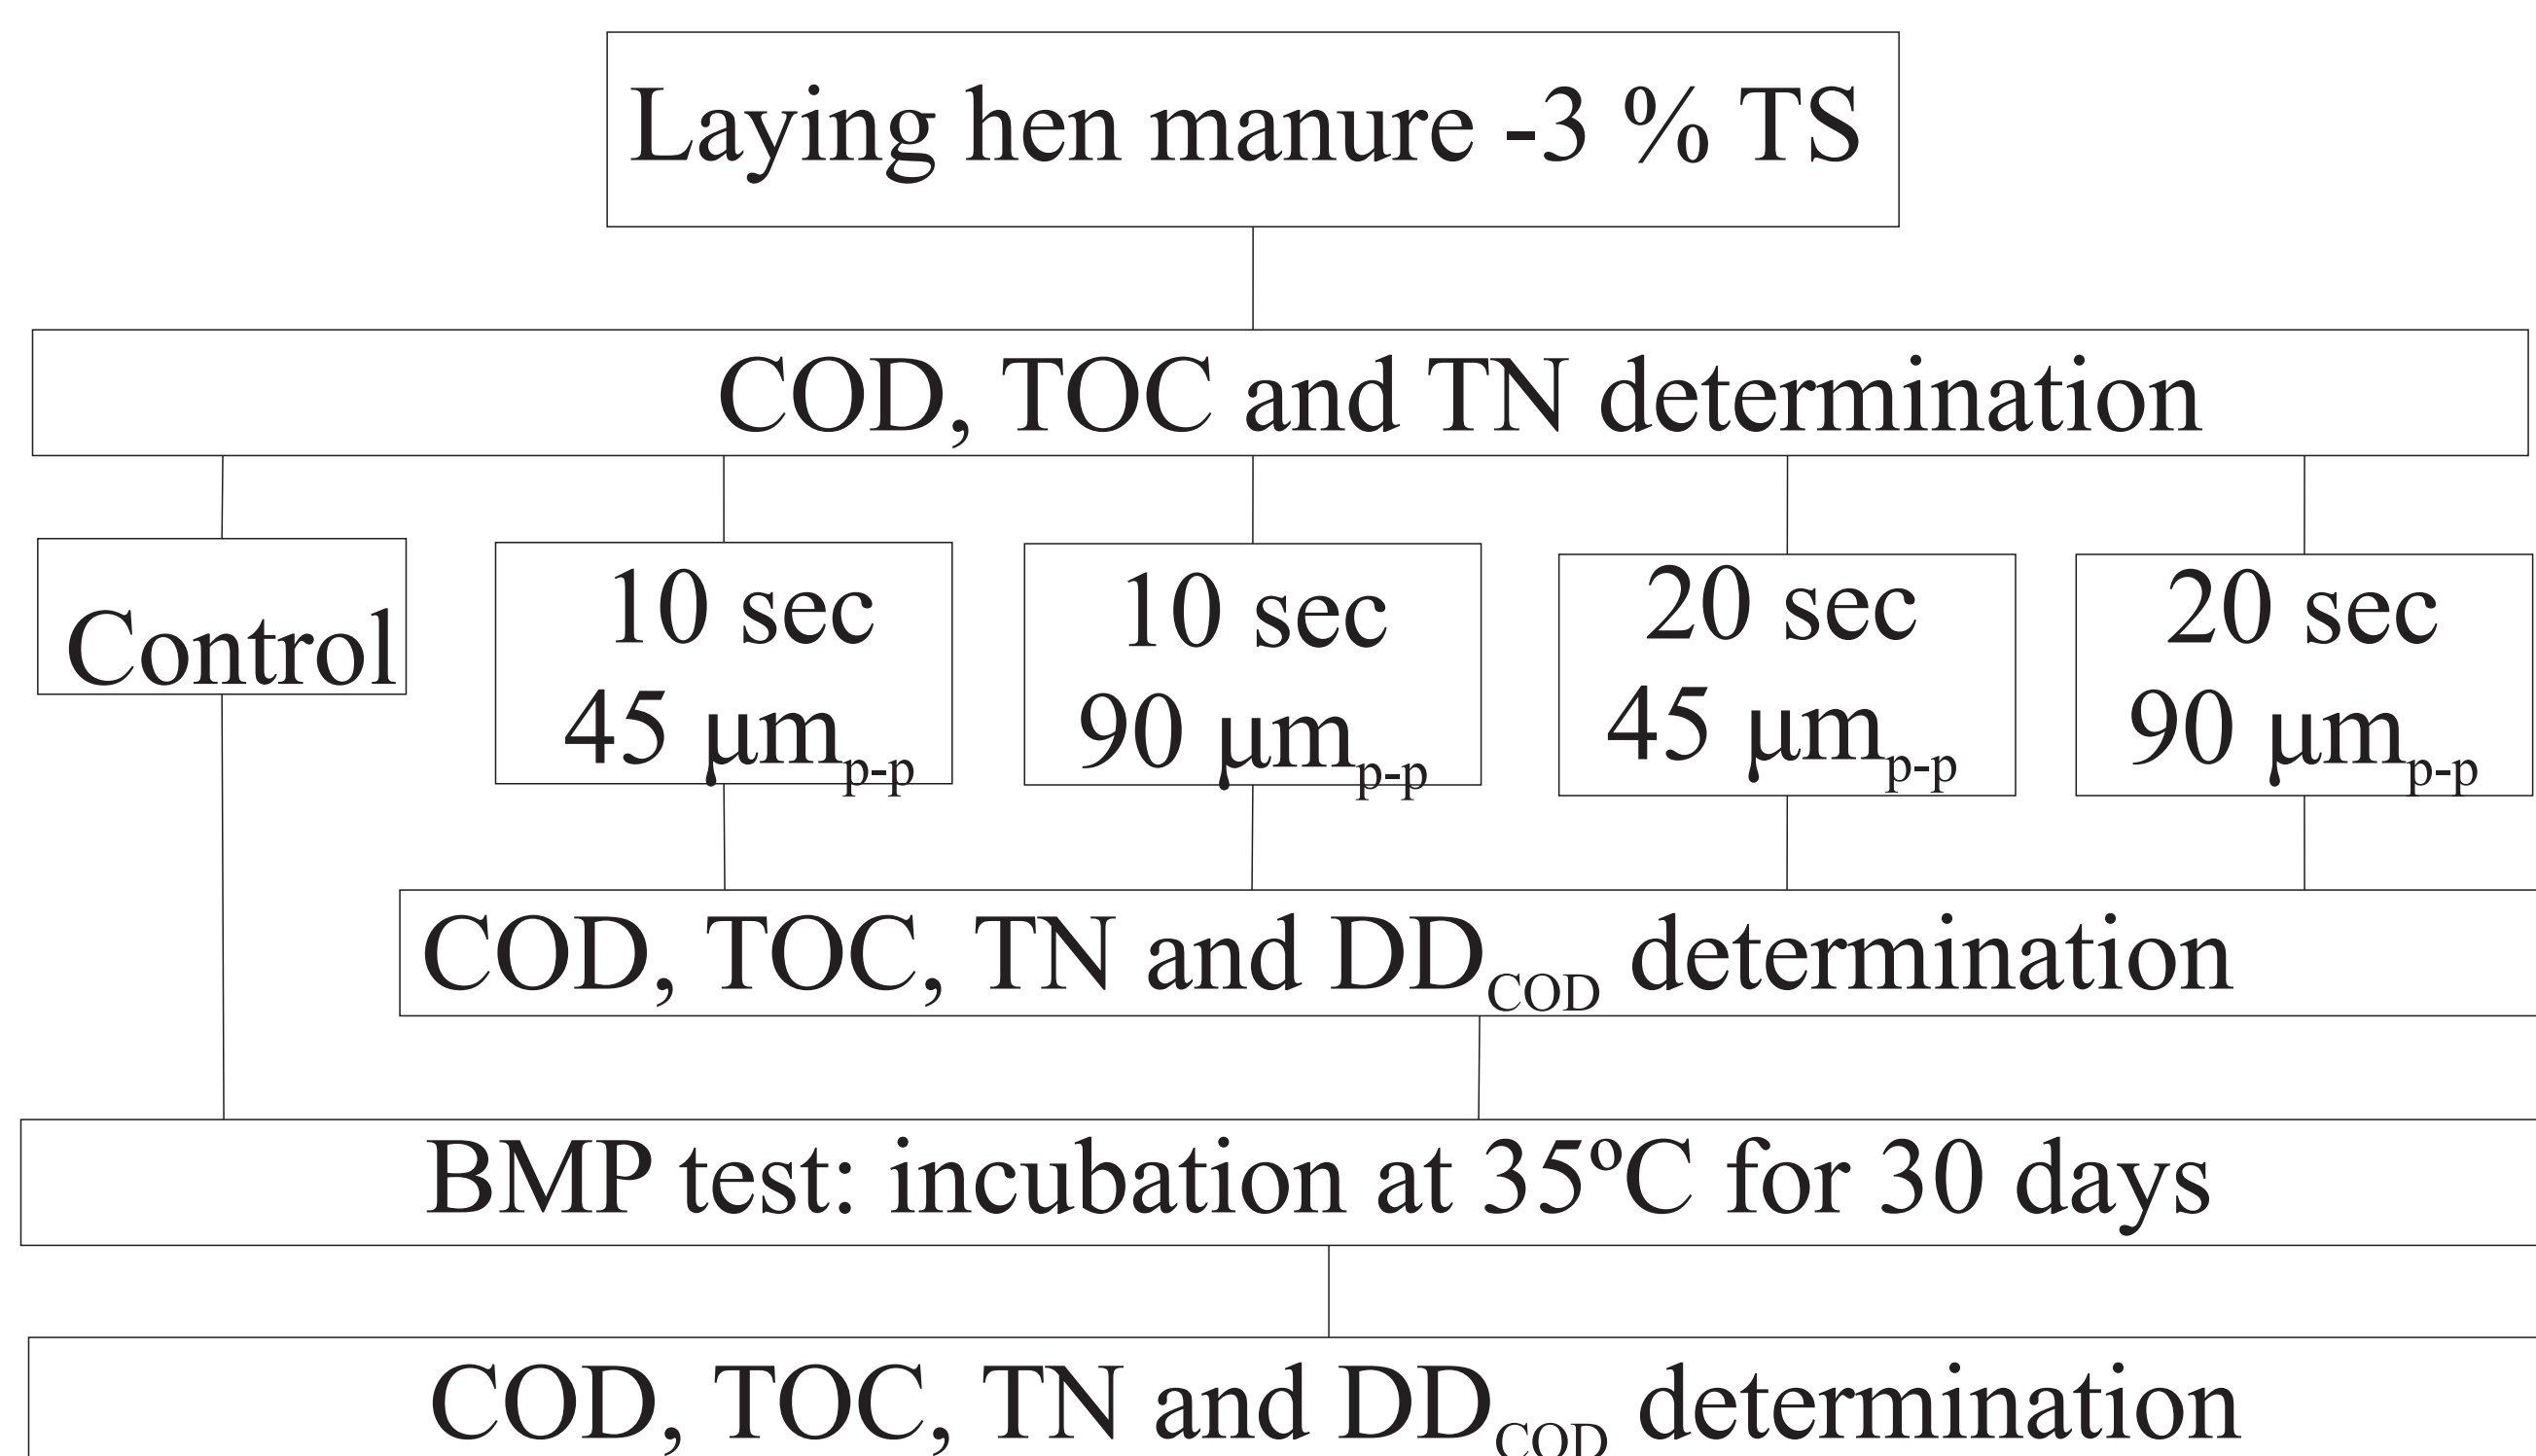 Laying hen manure -3 % TS
COD, TOC and TN determination
Control
10 sec
45 µmp-p
10 sec
90 µmp-p
20 sec
45 µmp-p
20 sec
90 µmp-p
COD, TOC, TN and DDCOD determination
BMP test: incubation at 35ºC for 30 days
COD, TOC, TN and DDCOD determination